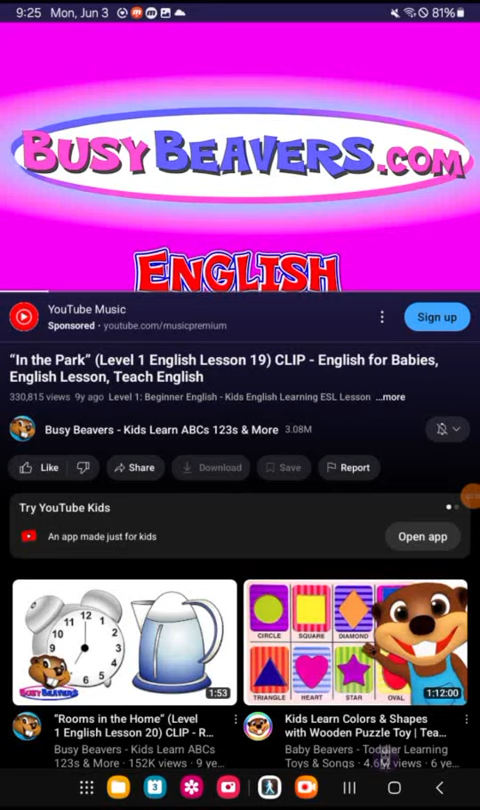 9:25 Mon, Jun 3
81%
BUSY BEAVERS.COM
ENGLISH
YouTube Music
Sponsored · youtube.com/musicpremium
Sign up
“In the Park” (Level 1 English Lesson 19) CLIP - English for Babies,
English Lesson, Teach English
330,815 views 9y ago Level 1: Beginner English - Kids English Learning ESL Lesson ...more
Busy Beavers - Kids Learn ABCs 123s & More 3.08M
Like Share Download Save Report
Try YouTube Kids
An app made just for kids
Open app
11 12 1
10 2
9 3
8 4
7 6 5
BUSY BEAVERS
1:53
CIRCLE SQUARE DIAMOND
TRIANGLE HEART STAR OVAL
1:12:00
“Rooms in the Home” (Level
1 English Lesson 20) CLIP - R...
Busy Beavers - Kids Learn ABCs
123s & More · 152K views · 9 ye...
Kids Learn Colors & Shapes
with Wooden Puzzle Toy | Tea...
Baby Beavers - Toddler Learning
Toys & Songs · views · 6 ye...
3